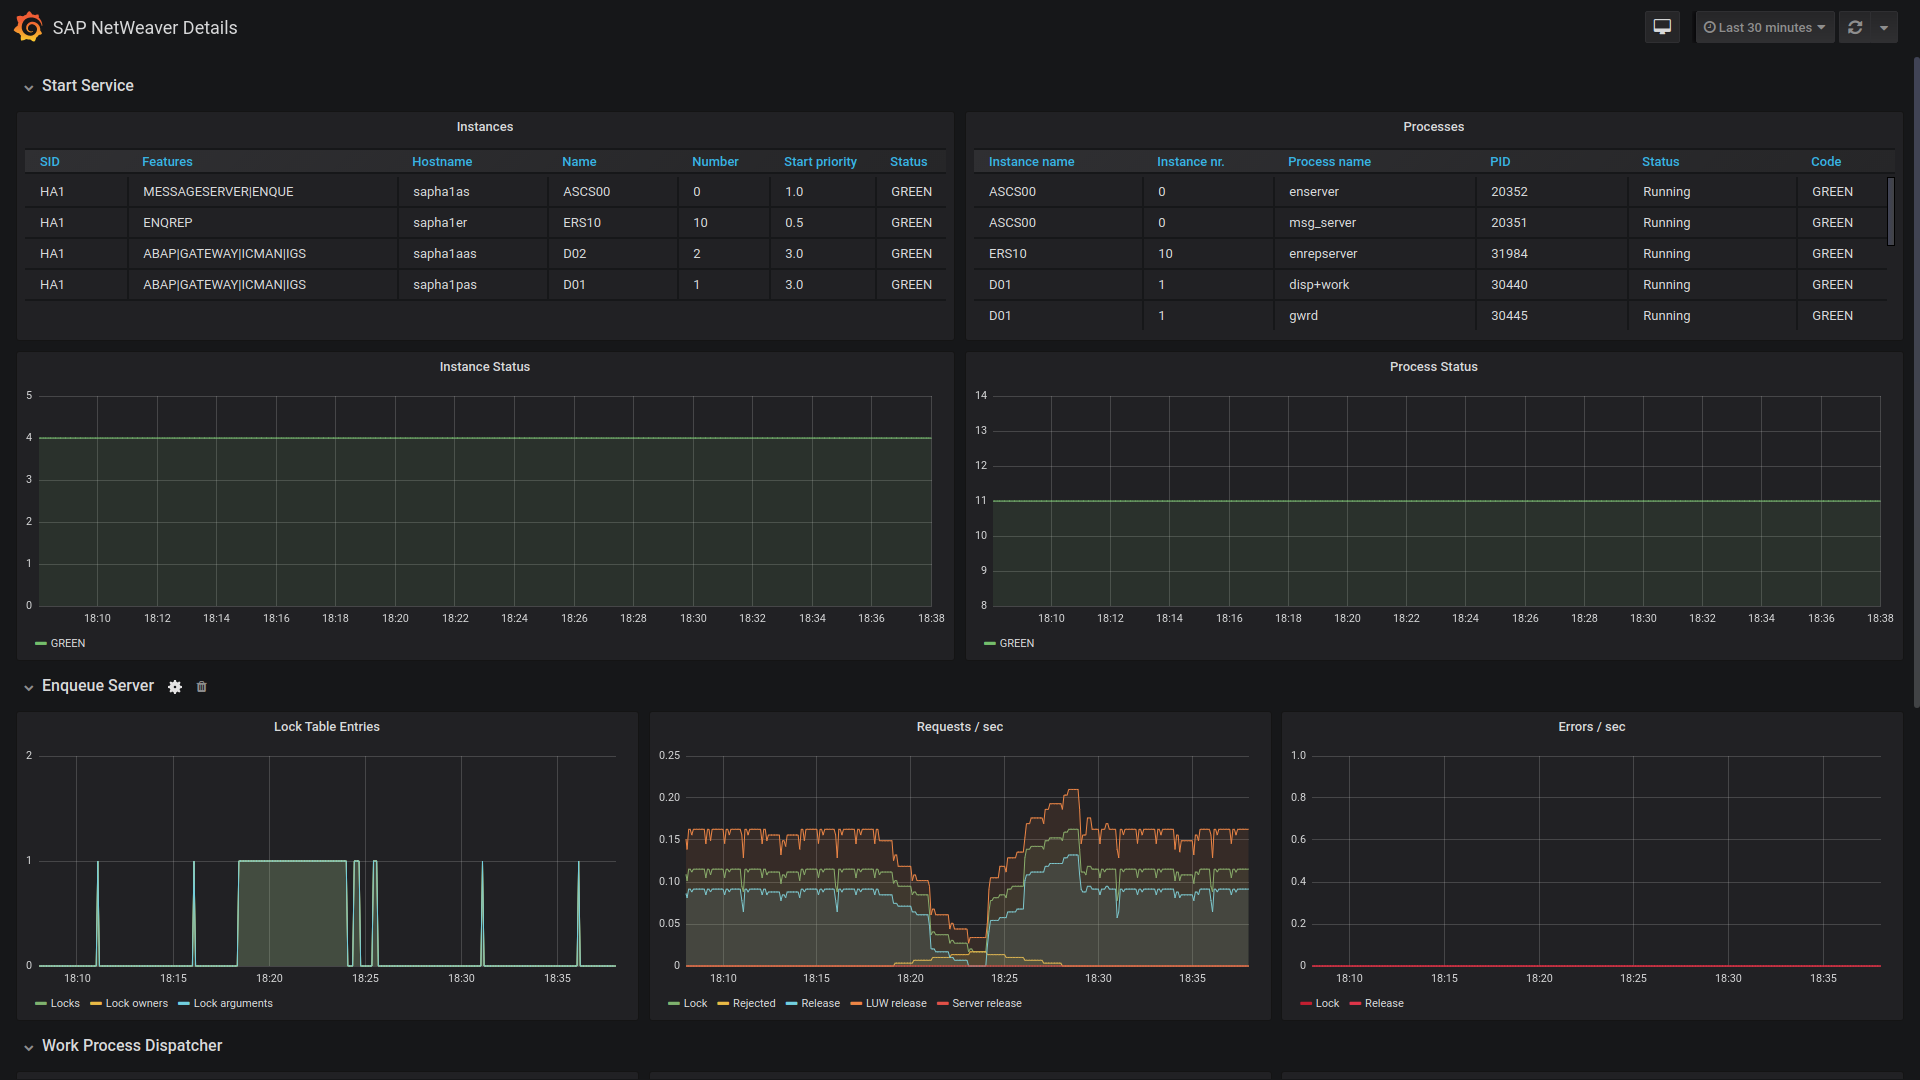 SAP NetWeaver Details
Last 30 minutes
Start Service
Instances
SID Features Hostname Name Number Start priority Status
HA1 MESSAGESERVER|ENQUE sapha1as ASCS00 0 1.0 GREEN
HA1 ENQREP sapha1er ERS10 10 0.5 GREEN
HA1 ABAP|GATEWAY|ICMAN|IGS sapha1aas D02 2 3.0 GREEN
HA1 ABAP|GATEWAY|ICMAN|IGS sapha1pas D01 1 3.0 GREEN
Processes
Instance name Instance nr. Process name PID Status Code
ASCS00 0 enserver 20352 Running GREEN
ASCS00 0 msg_server 20351 Running GREEN
ERS10 10 enrepserver 31984 Running GREEN
D01 1 disp+work 30440 Running GREEN
D01 1 gwrd 30445 Running GREEN
Instance Status
5
4
3
2
1
0
18:10 18:12 18:14 18:16 18:18 18:20 18:22 18:24 18:26 18:28 18:30 18:32 18:34 18:36 18:38
GREEN
Process Status
14
13
12
11
10
9
8
18:10 18:12 18:14 18:16 18:18 18:20 18:22 18:24 18:26 18:28 18:30 18:32 18:34 18:36 18:38
GREEN
Enqueue Server
Lock Table Entries
2
1
0
18:10 18:15 18:20 18:25 18:30 18:35
Locks Lock owners Lock arguments
Requests / sec
0.25
0.20
0.15
0.10
0.05
0
18:10 18:15 18:20 18:25 18:30 18:35
Lock Rejected Release LUW release Server release
Errors / sec
1.0
0.8
0.6
0.4
0.2
0
18:10 18:15 18:20 18:25 18:30 18:35
Lock Release
Work Process Dispatcher